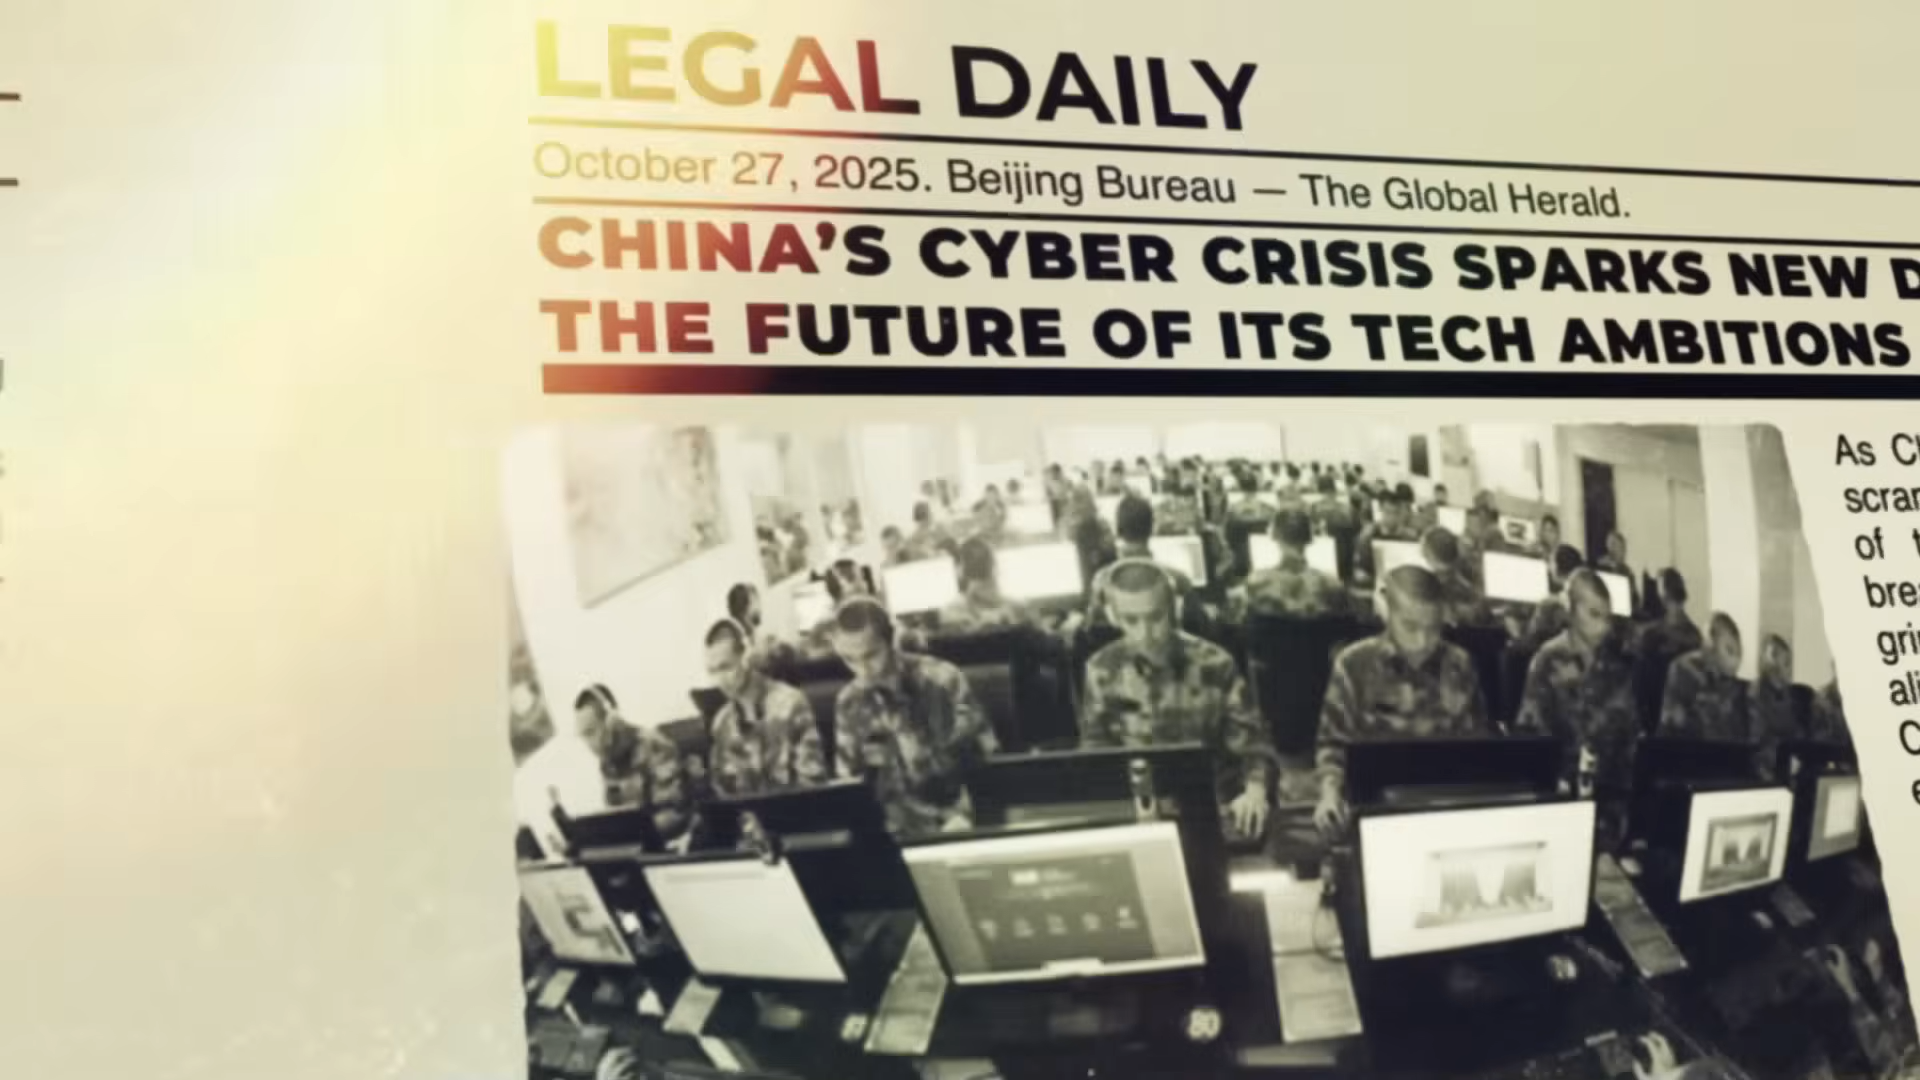 LEGAL DAILY
October 27, 2025. Beijing Bureau — The Global Herald.
CHINA'S CYBER CRISIS SPARKS NEW
THE FUTURE OF ITS TECH AMBITIONS
As
of
80